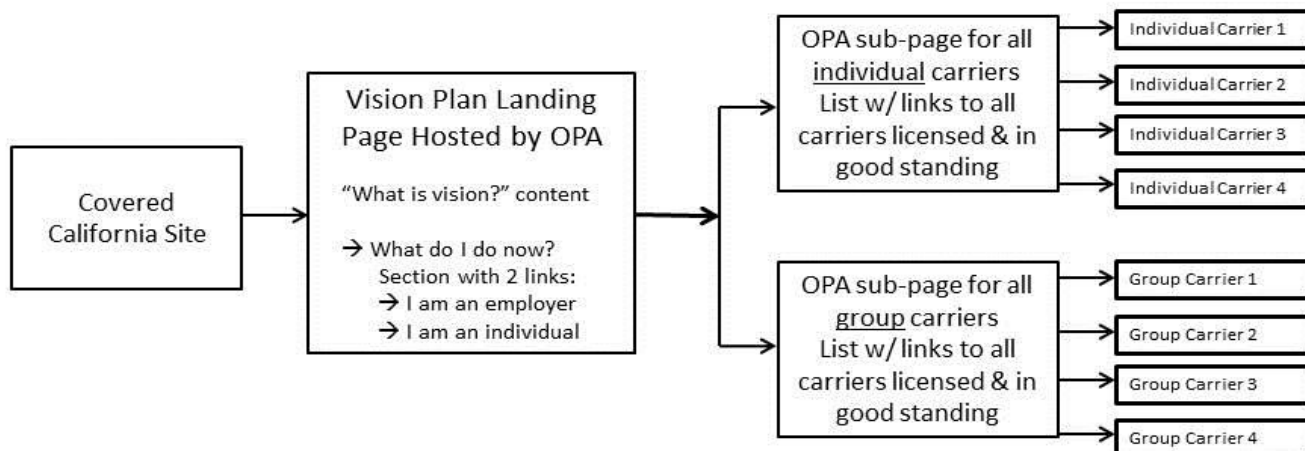 Covered
California Site
Vision Plan Landing
Page Hosted by OPA
“What is vision?” content
→ What do I do now?
Section with 2 links:
→ I am an employer
→ I am an individual
OPA sub-page for all
individual carriers
List w/ links to all
carriers licensed & in
good standing
Individual Carrier 1
Individual Carrier 2
Individual Carrier 3
Individual Carrier 4
OPA sub-page for all
group carriers
List w/ links to all
carriers licensed & in
good standing
Group Carrier 1
Group Carrier 2
Group Carrier 3
Group Carrier 4